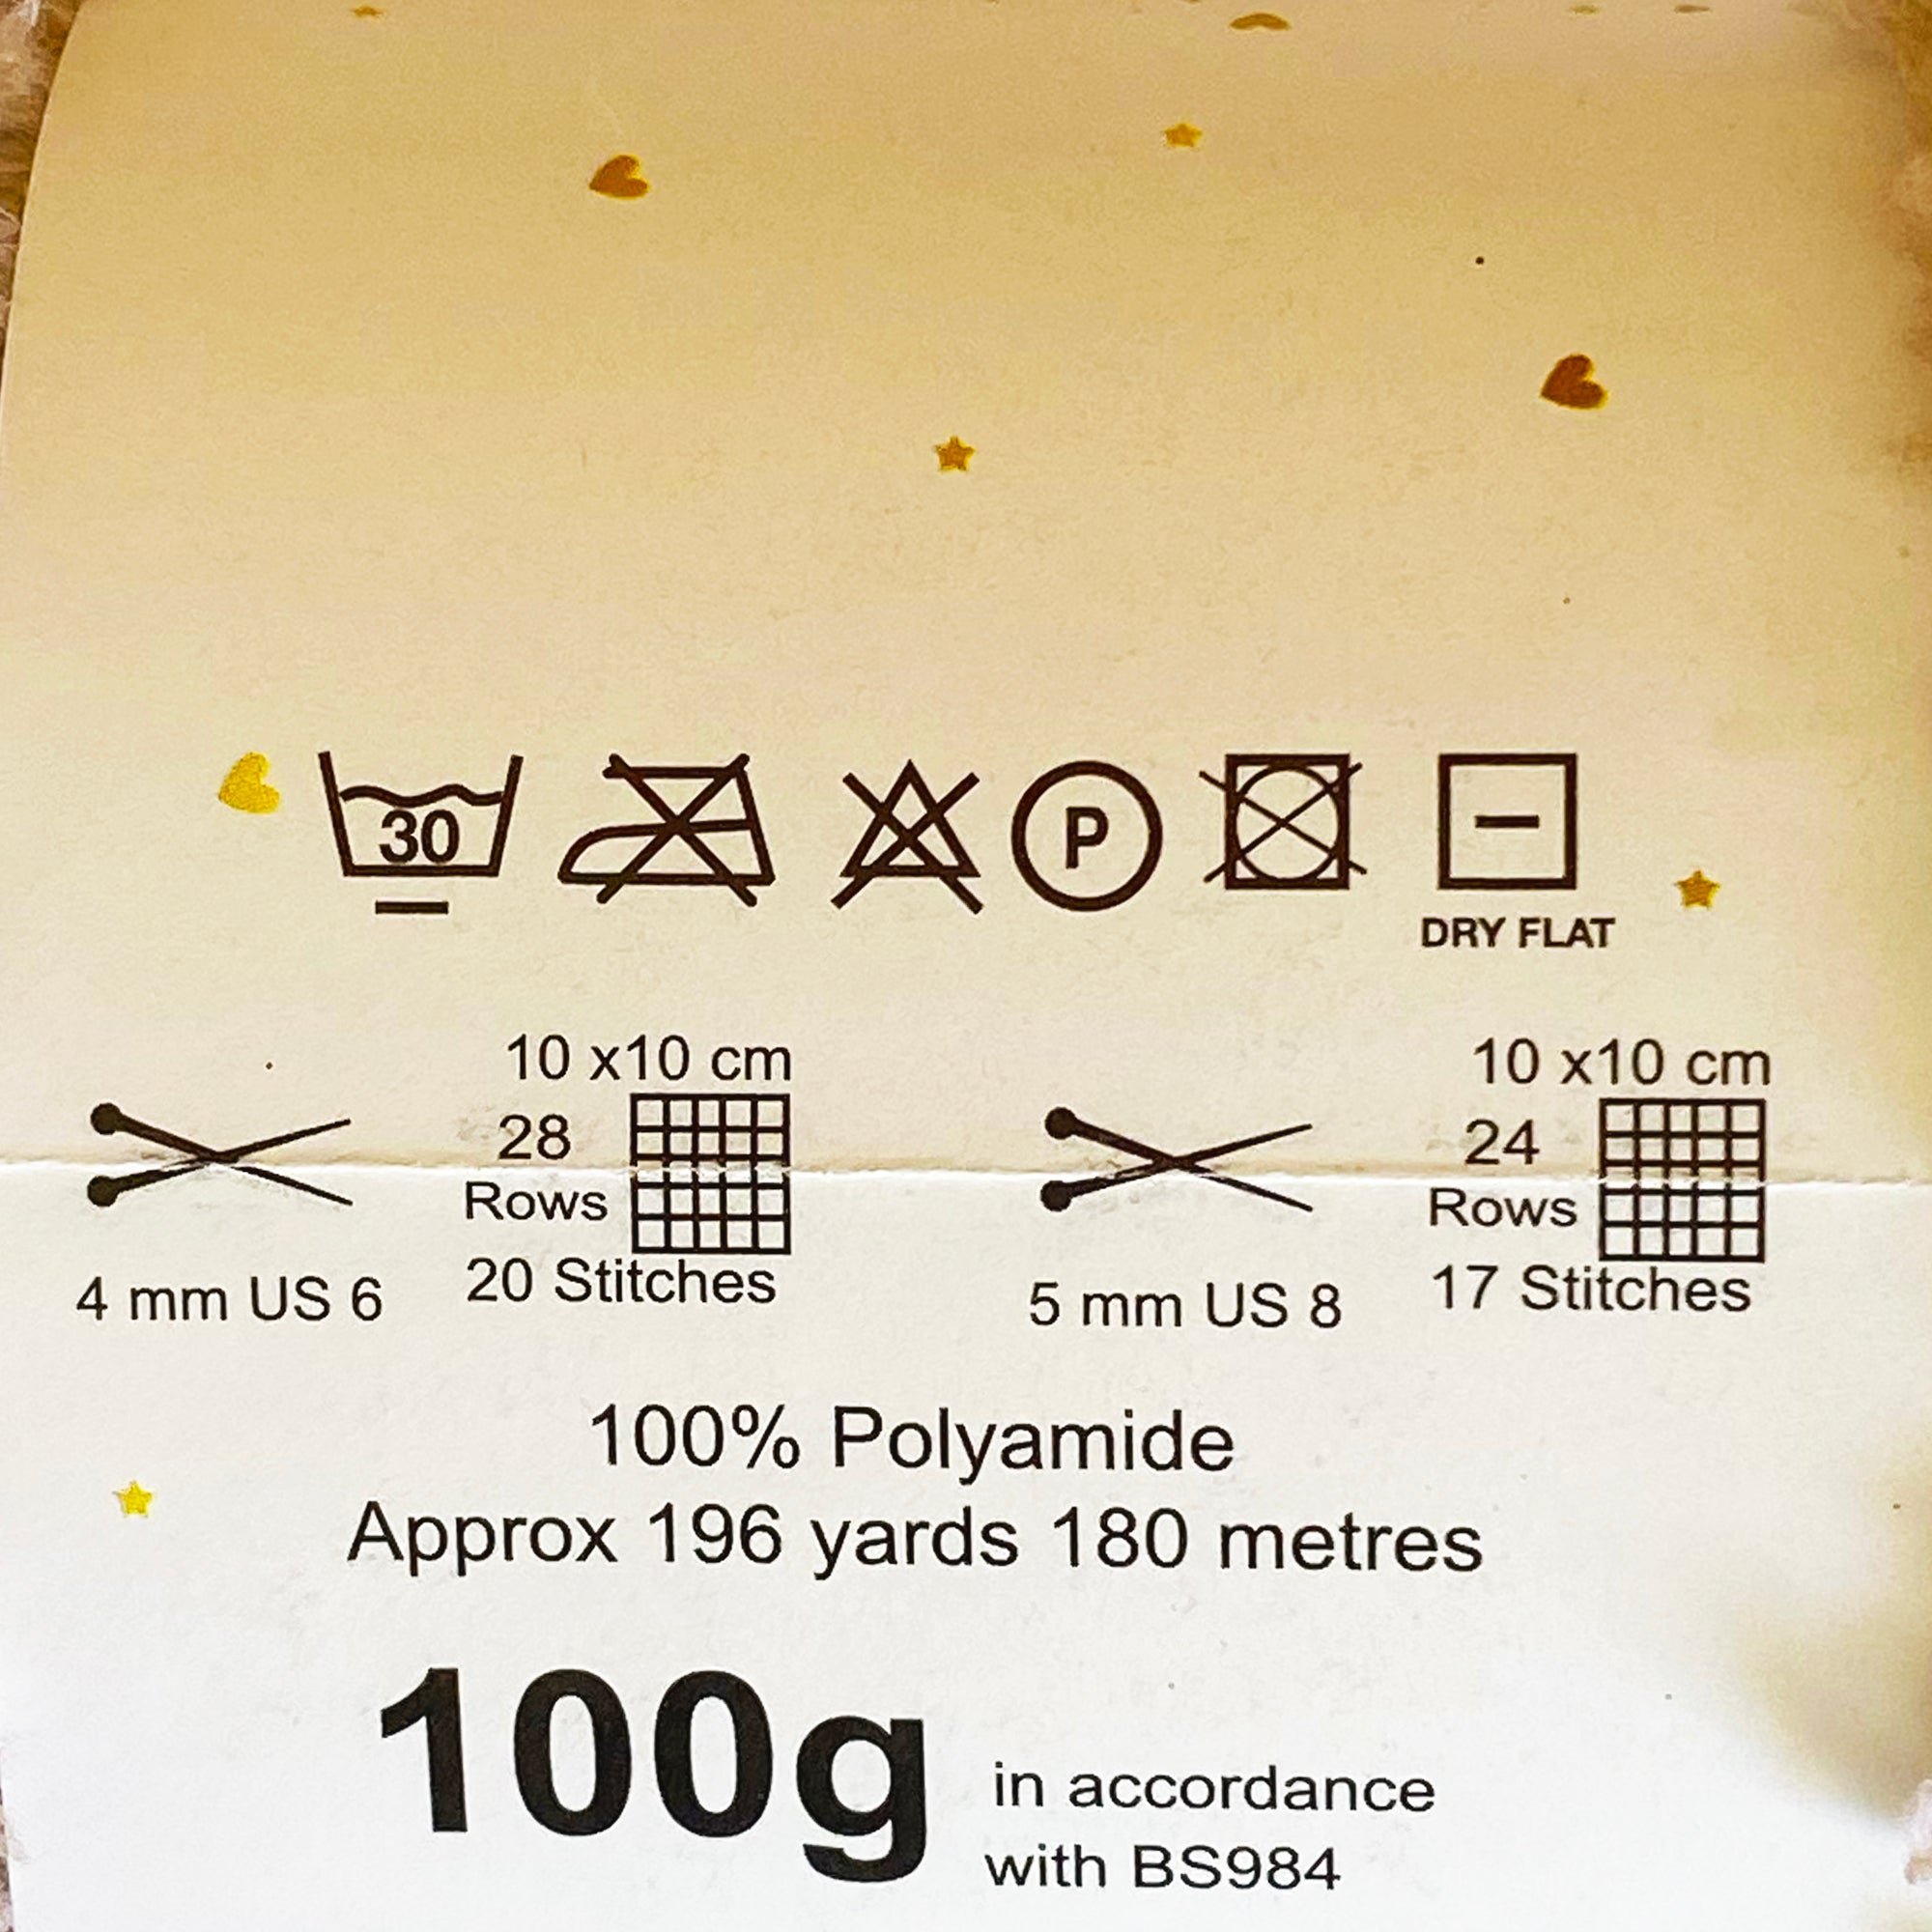 30
P
DRY FLAT
10 x10 cm
28
Rows
20 Stitches
4 mm US 6
10 x10 cm
24
Rows
17 Stitches
5 mm US 8
100% Polyamide
Approx 196 yards 180 metres
100g
in accordance
with BS984